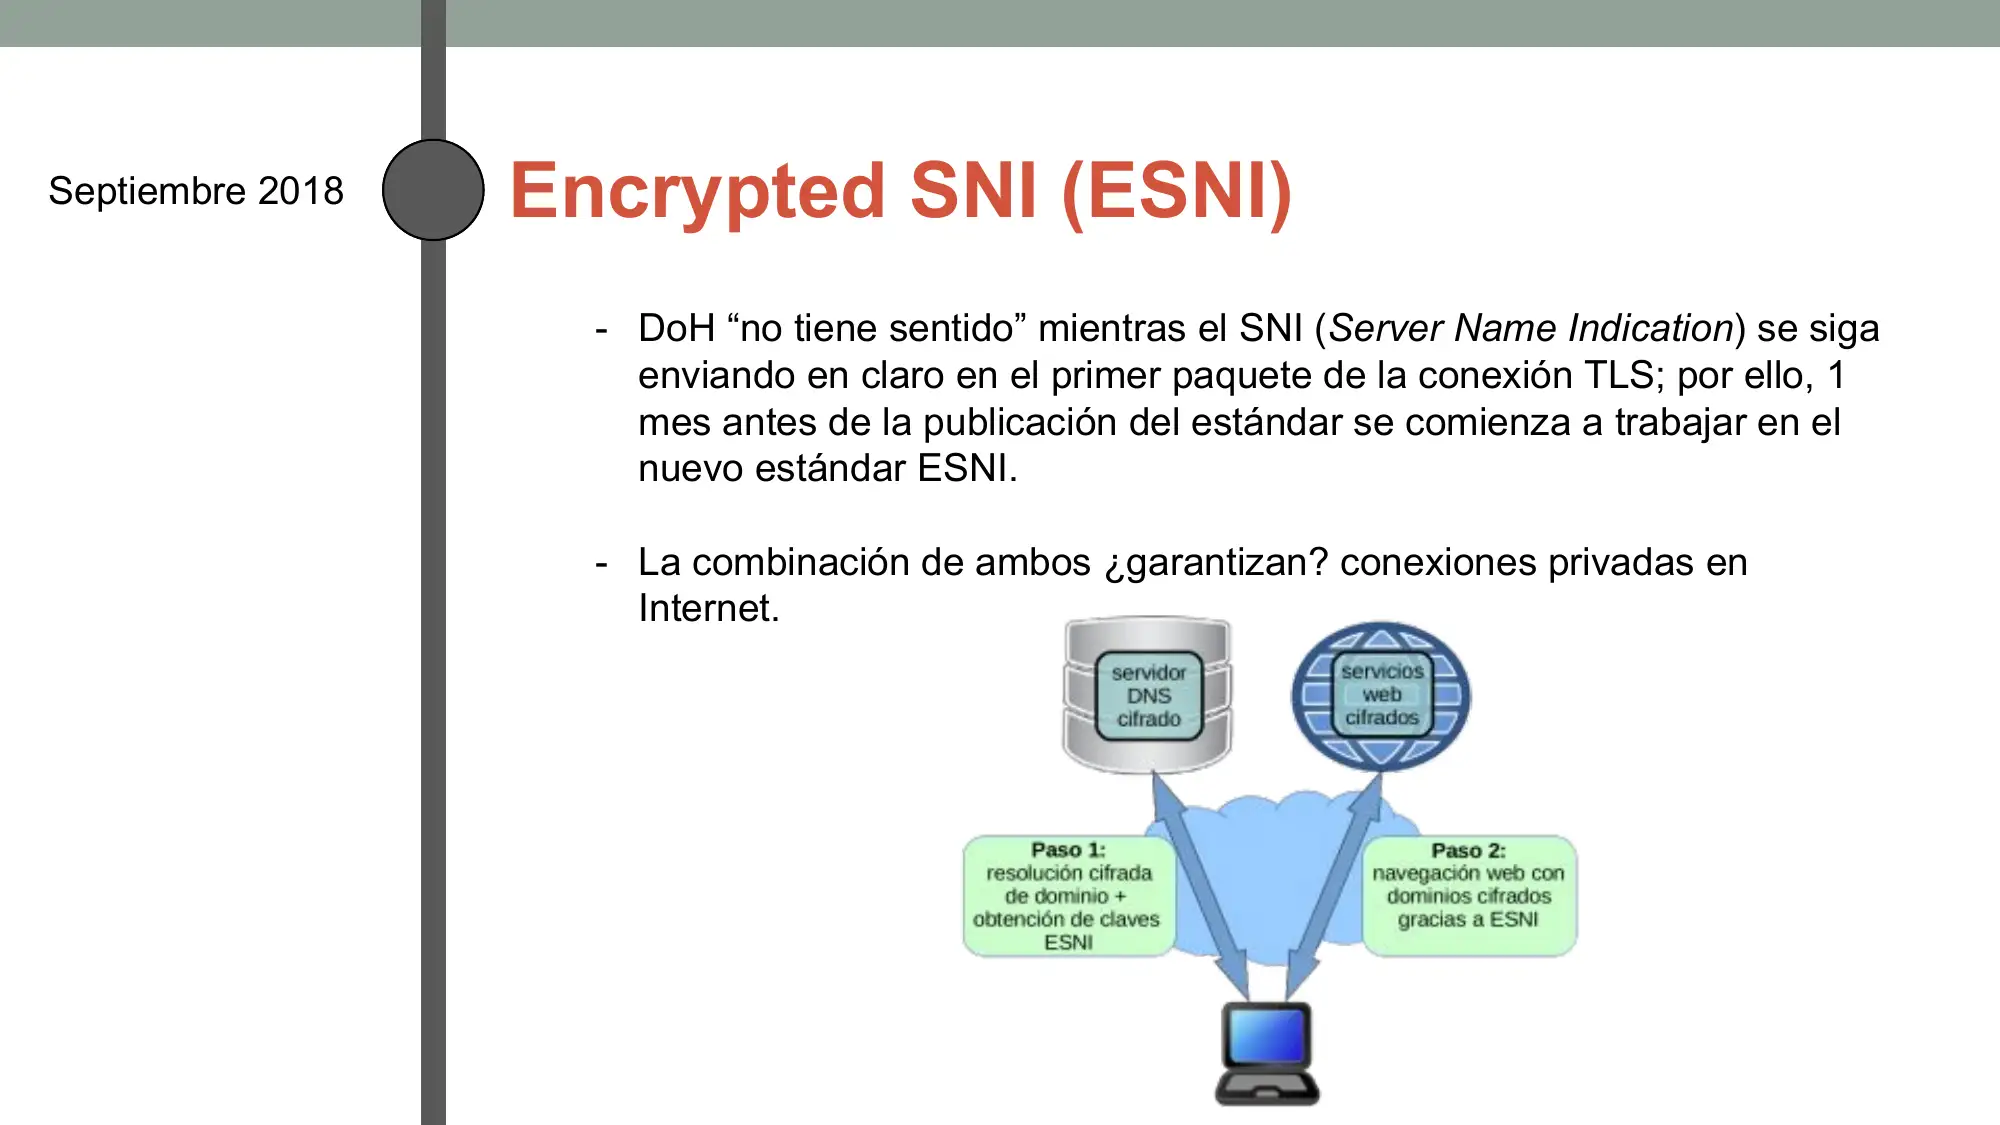 Septiembre 2018
Encrypted SNI (ESNI)
- DoH “no tiene sentido” mientras el SNI (Server Name Indication) se siga
enviando en claro en el primer paquete de la conexión TLS; por ello, 1
mes antes de la publicación del estándar se comienza a trabajar en el
nuevo estándar ESNI.
- La combinación de ambos ¿garantizan? conexiones privadas en
Internet.
servidor
DNS
cifrado
servicios
web
cifrados
Paso 1:
resolución cifrada
de dominio +
obtención de claves
ESNI
Paso 2:
navegación web con
dominios cifrados
gracias a ESNI